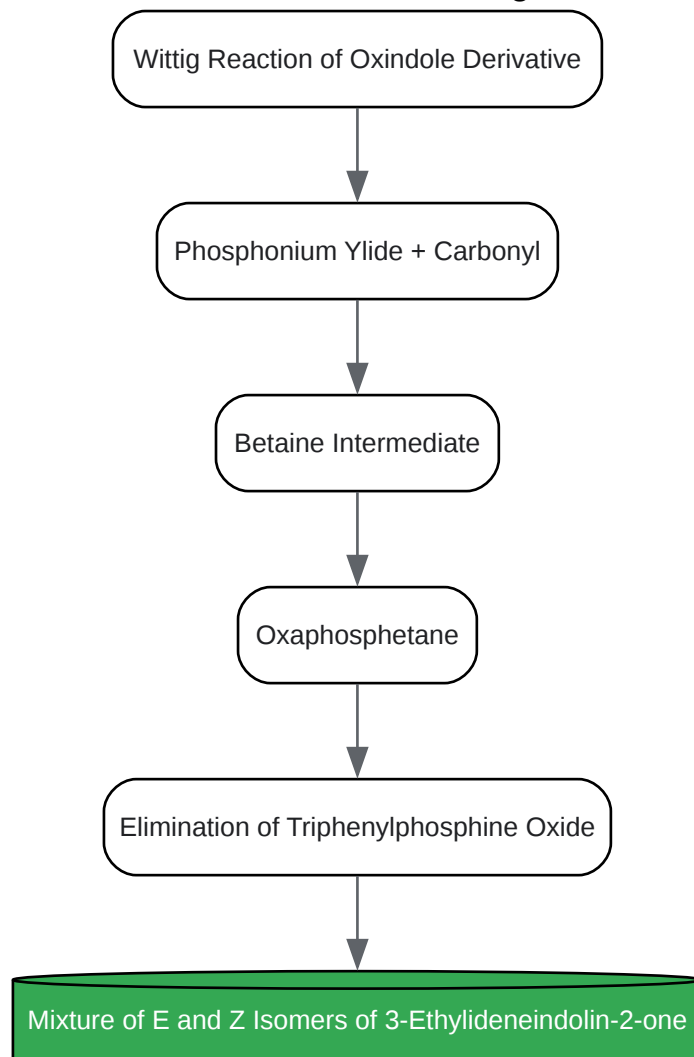 Wittig Reaction of Oxindole Derivative
Phosphonium Ylide + Carbonyl
Betaine Intermediate
Oxaphosphetane
Elimination of Triphenylphosphine Oxide
Mixture of E and Z Isomers of 3-Ethylideneindolin-2-one